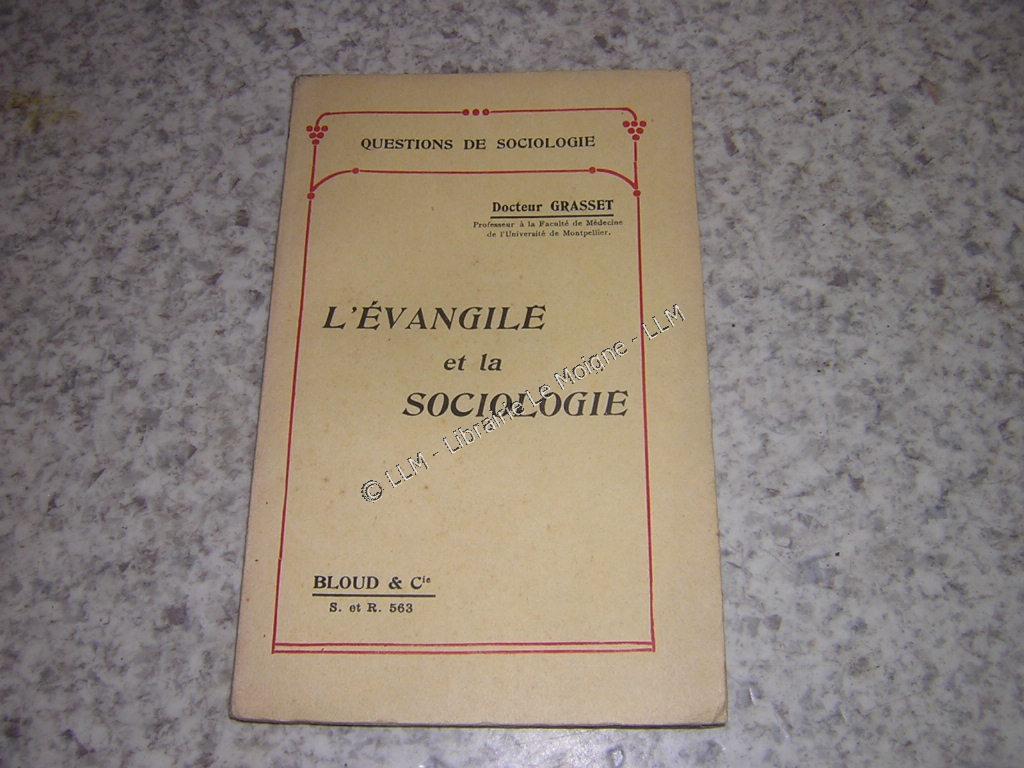 QUESTIONS DE SOCIOLOGIE
Docteur GRASSET
Professeur à la Faculté de Médecine
de l'Université de Montpellier.
L'ÉVANGILE
et la
SOCIOLOGIE
© LLM - Librairie Le Moigne - LLM
BLOUD & Cie
S. et R. 563